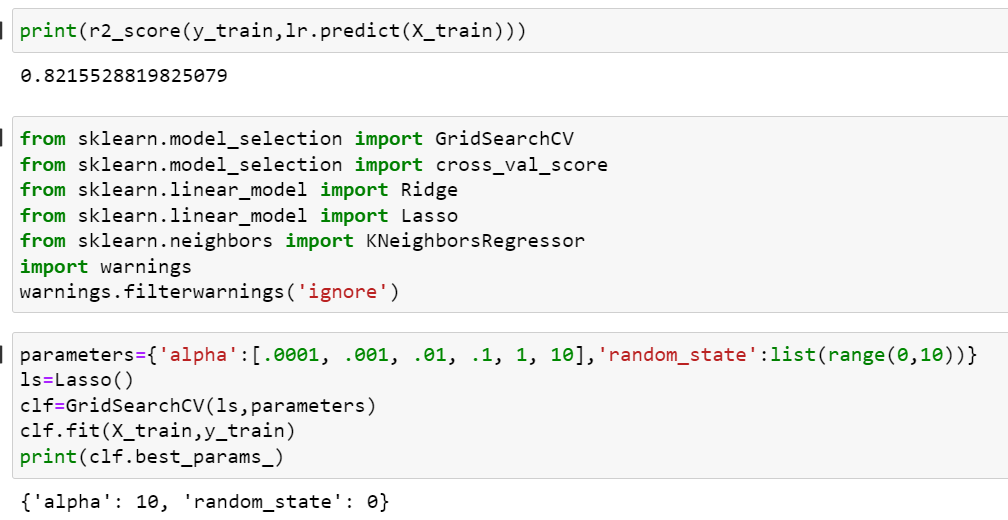 print(r2_score(y_train,lr.predict(X_train)))
0.8215528819825079
from sklearn.model_selection import GridSearchCV
from sklearn.model_selection import cross_val_score
from sklearn.linear_model import Ridge
from sklearn.linear_model import Lasso
from sklearn.neighbors import KNeighborsRegressor
import warnings
warnings.filterwarnings('ignore')
parameters={'alpha':[.0001, .001, .01, .1, 1, 10],'random_state':list(range(0,10))}
ls=Lasso()
clf=GridSearchCV(ls,parameters)
clf.fit(X_train,y_train)
print(clf.best_params_)
{'alpha': 10, 'random_state': 0}